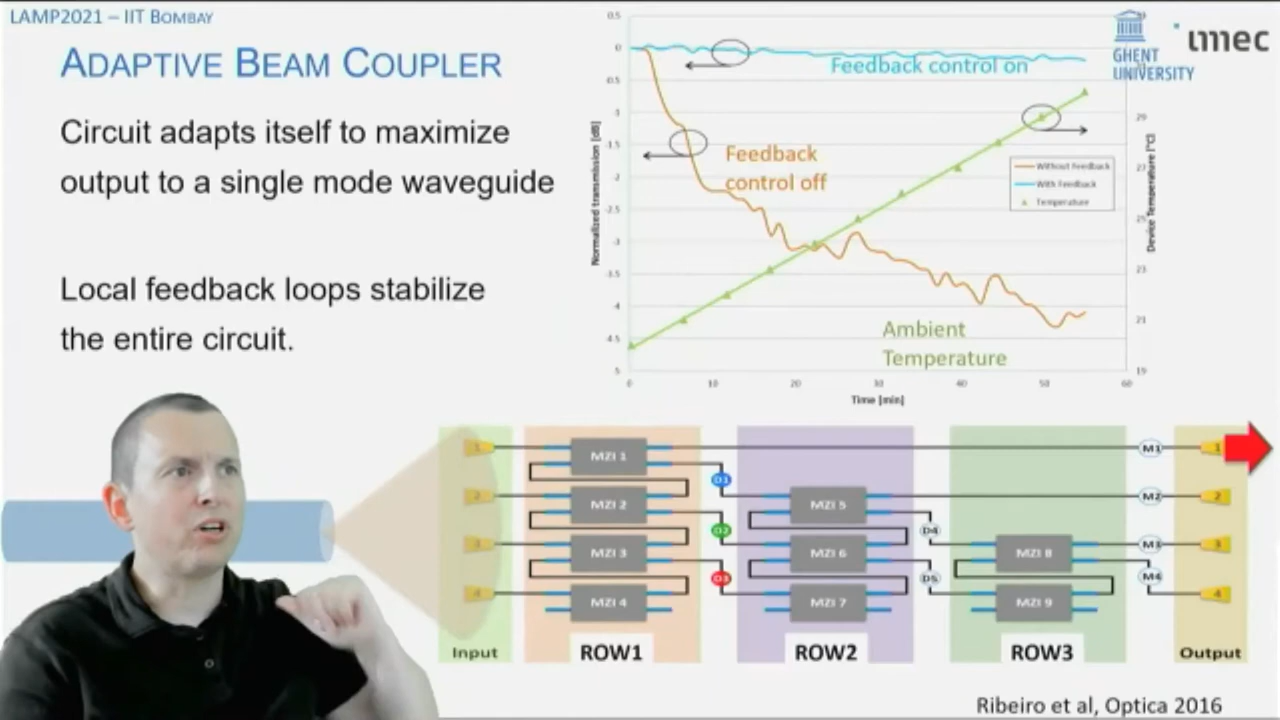 LAMP2021 – IIT BOMBAY
ADAPTIVE BEAM COUPLER
Circuit adapts itself to maximize
output to a single mode waveguide
Local feedback loops stabilize
the entire circuit.
GHENT
UNIVERSITY
imec
0.5
0
0.5
1
-1.5
2
-2.5
3
3.5
4
4.5
5
Normalized transmission [dB]
Feedback control on
Feedback
control off
Without Feedback
With Feedback
Temperature
Ambient
Temperature
29
27
25
23
21
19
Device Temperature [°C]
0 10 20 30 40 50 60
Time [min]
1
2
3
4
Input
MZI 1
MZI 2
MZI 3
MZI 4
ROW1
D1
D2
D3
MZI 5
MZI 6
MZI 7
ROW2
D4
D5
MZI 8
MZI 9
ROW3
M1
M2
M3
M4
1
2
3
4
Output
Ribeiro et al, Optica 2016